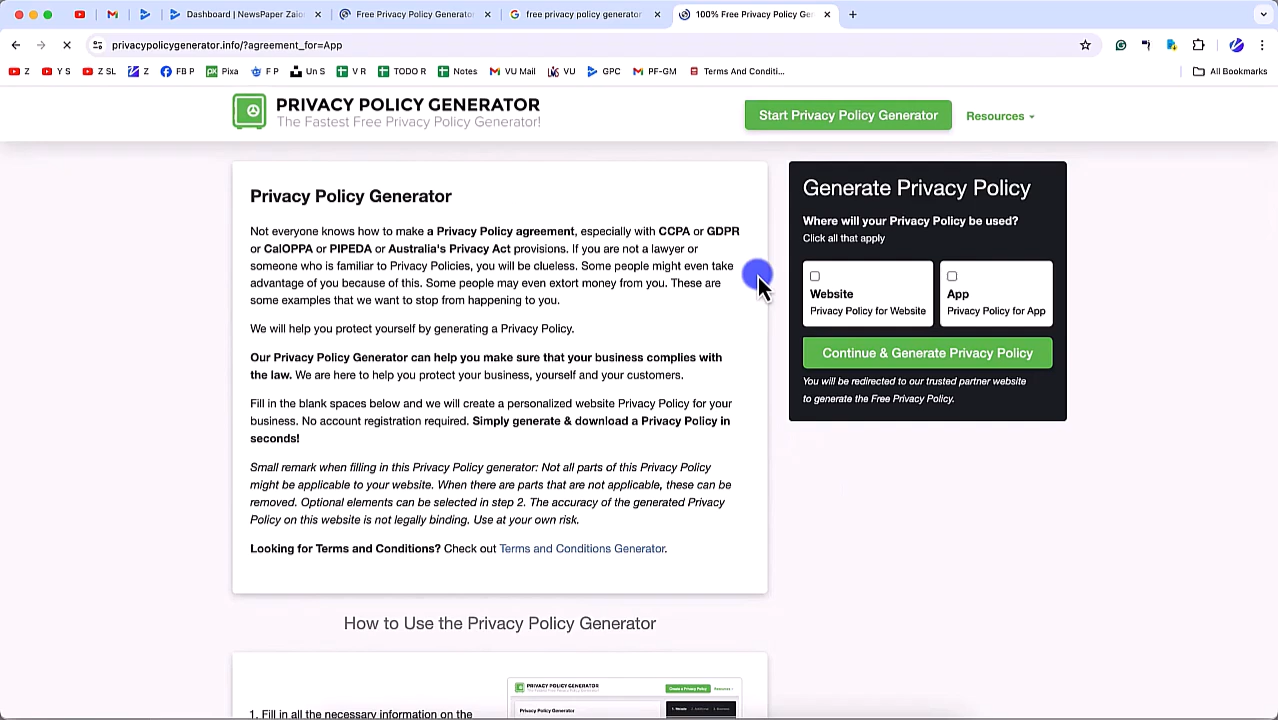 Dashboard | NewsPaper Zaio
Free Privacy Policy Generato
free privacy policy generator
100% Free Privacy Policy Ge
privacypolicygenerator.info/?agreement_for=App
Z
Y S
Z SL
Z
FB P
Pixa
F P
Un S
V R
TODO R
Notes
VU Mail
VU
GPC
PF-GM
Terms And Conditi...
All Bookmarks
PRIVACY POLICY GENERATOR
The Fastest Free Privacy Policy Generator!
Start Privacy Policy Generator
Resources
Privacy Policy Generator
Not everyone knows how to make a Privacy Policy agreement, especially with CCPA or GDPR
or CalOPPA or PIPEDA or Australia's Privacy Act provisions. If you are not a lawyer or
someone who is familiar to Privacy Policies, you will be clueless. Some people might even take
advantage of you because of this. Some people may even extort money from you. These are
some examples that we want to stop from happening to you.
We will help you protect yourself by generating a Privacy Policy.
Our Privacy Policy Generator can help you make sure that your business complies with
the law. We are here to help you protect your business, yourself and your customers.
Fill in the blank spaces below and we will create a personalized website Privacy Policy for your
business. No account registration required. Simply generate & download a Privacy Policy in
seconds!
Small remark when filling in this Privacy Policy generator: Not all parts of this Privacy Policy
might be applicable to your website. When there are parts that are not applicable, these can be
removed. Optional elements can be selected in step 2. The accuracy of the generated Privacy
Policy on this website is not legally binding. Use at your own risk.
Looking for Terms and Conditions? Check out Terms and Conditions Generator.
Generate Privacy Policy
Where will your Privacy Policy be used?
Click all that apply
Website
Privacy Policy for Website
App
Privacy Policy for App
Continue & Generate Privacy Policy
You will be redirected to our trusted partner website
to generate the Free Privacy Policy.
How to Use the Privacy Policy Generator
1. Fill in all the necessary information on the
PRIVACY POLICY GENERATOR
Privacy Policy Generator